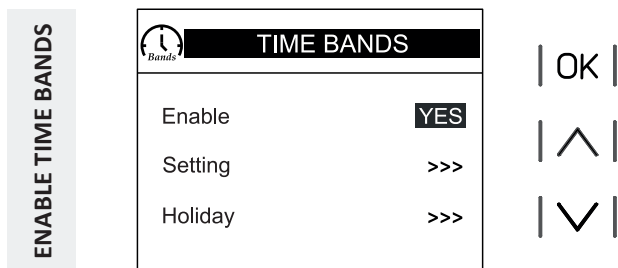 ENABLE TIME BANDS
Bands
TIME BANDS
Enable YES
Setting >>>
Holiday >>>
OK